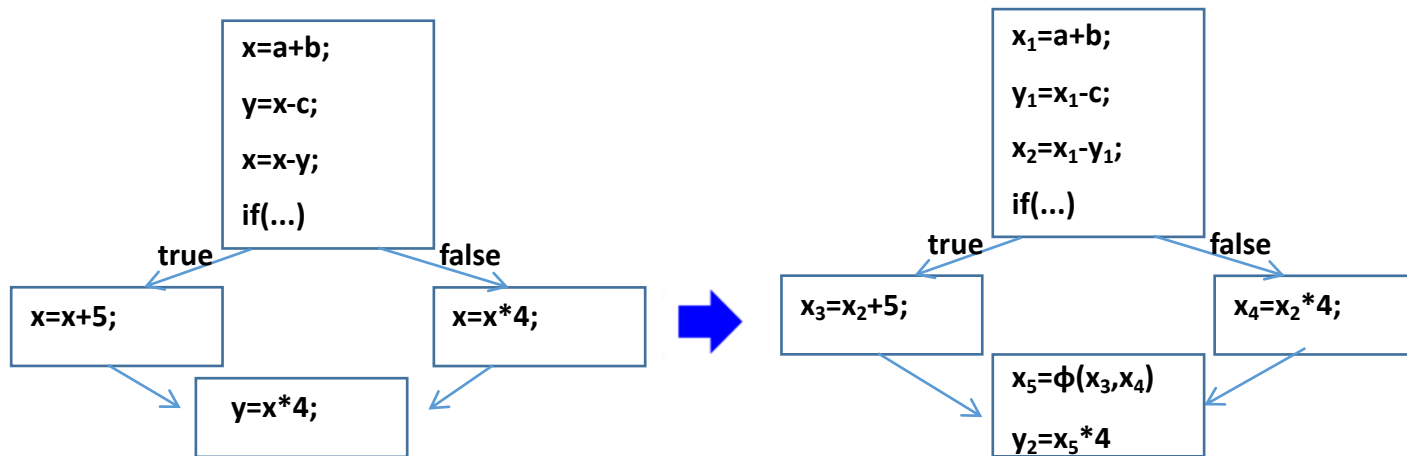 x=a+b;
y=x-c;
x=x-y;
if(...)
true
false
x=x+5;
x=x*4;
y=x*4;
x₁=a+b;
y₁=x₁-c;
x₂=x₁-y₁;
if(...)
true
false
x₃=x₂+5;
x₄=x₂*4;
x₅=ϕ(x₃,x₄)
y₂=x₅*4